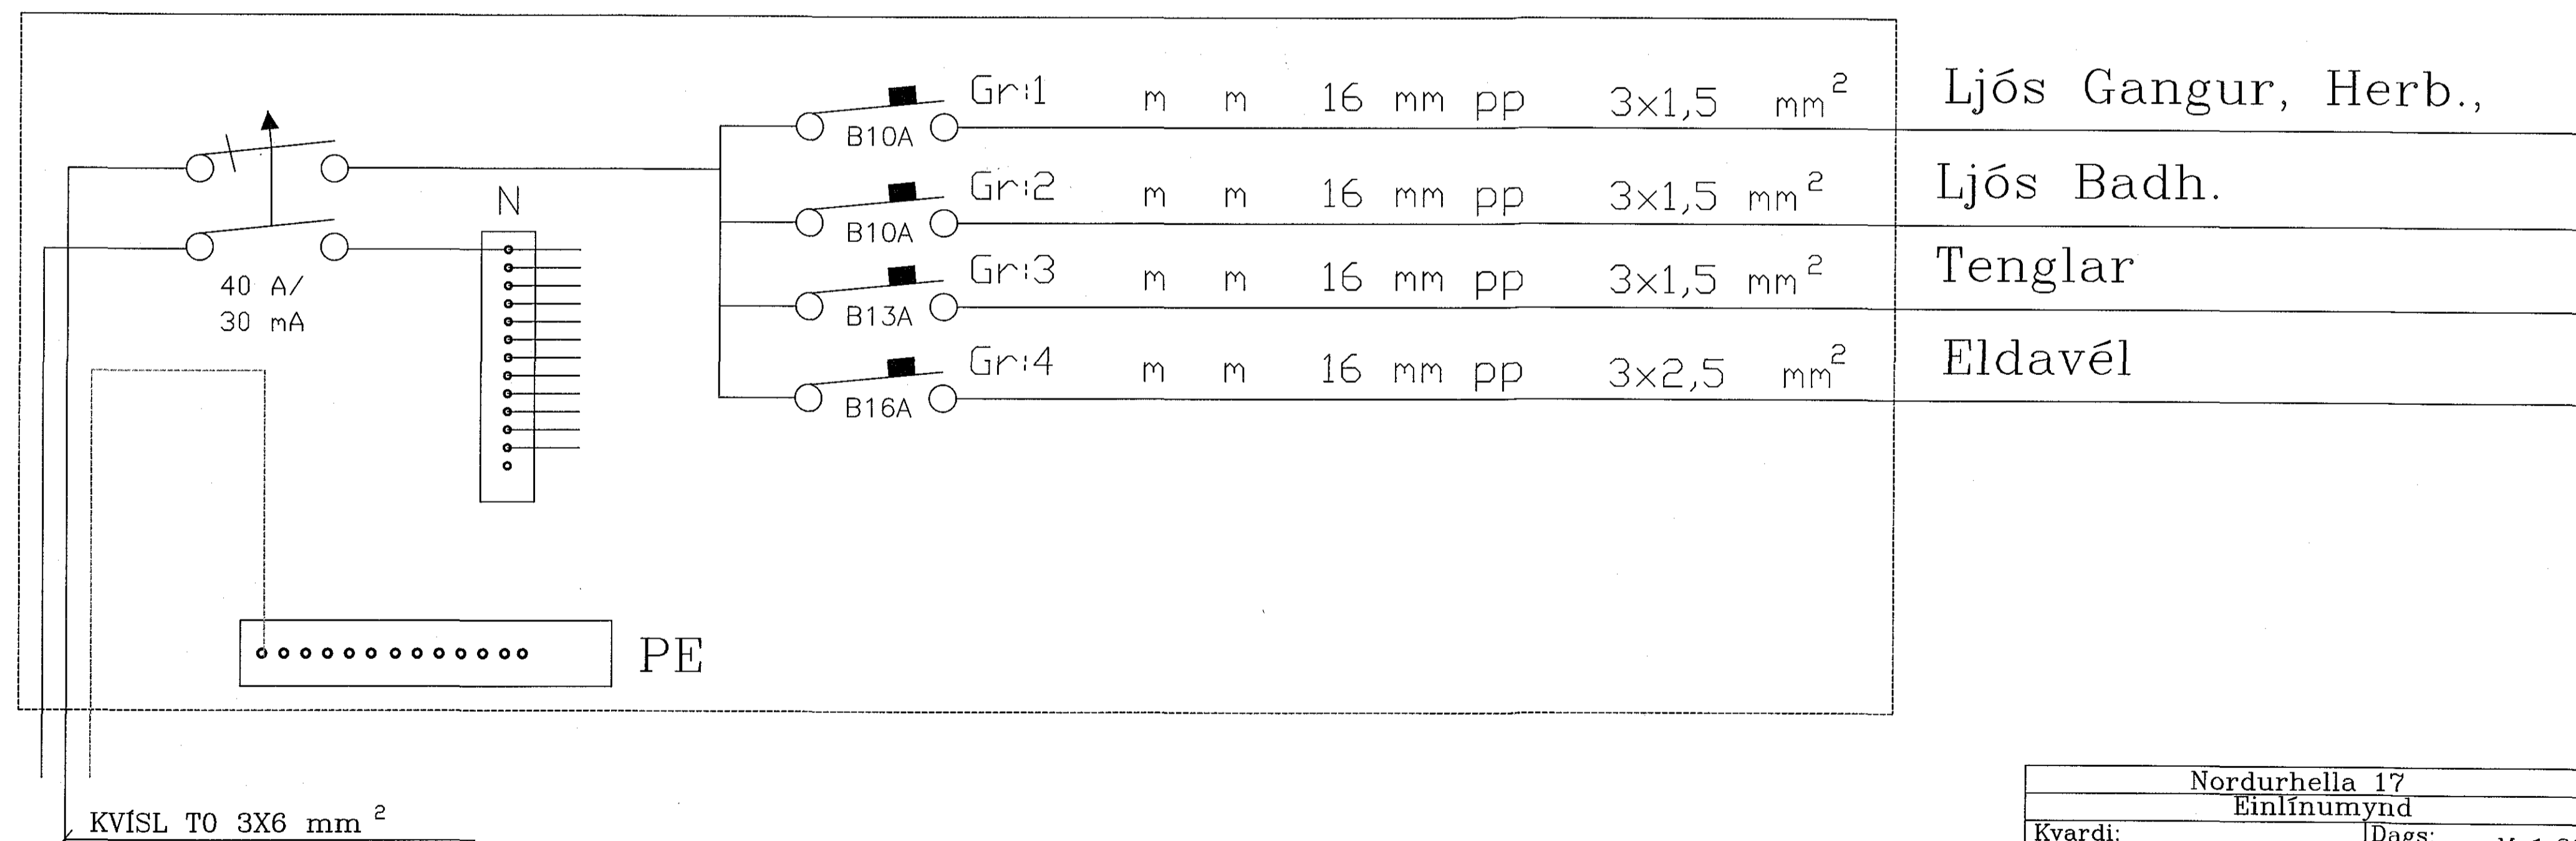 Gr:1 m m 16 mm pp 3x1,5 mm² Ljós Gangur, Herb.,
B10A
Gr:2 m m 16 mm pp 3x1,5 mm² Ljós Badh.
B10A
N
Gr:3 m m 16 mm pp 3x1,5 mm² Tenglar
B13A
40 A/
30 mA
Gr:4 m m 16 mm pp 3x2,5 mm² Eldavél
B16A
PE
KVÍSL TO 3X6 mm²
Nordurhella 17
Einlínumynd
Kvardi: Dags: